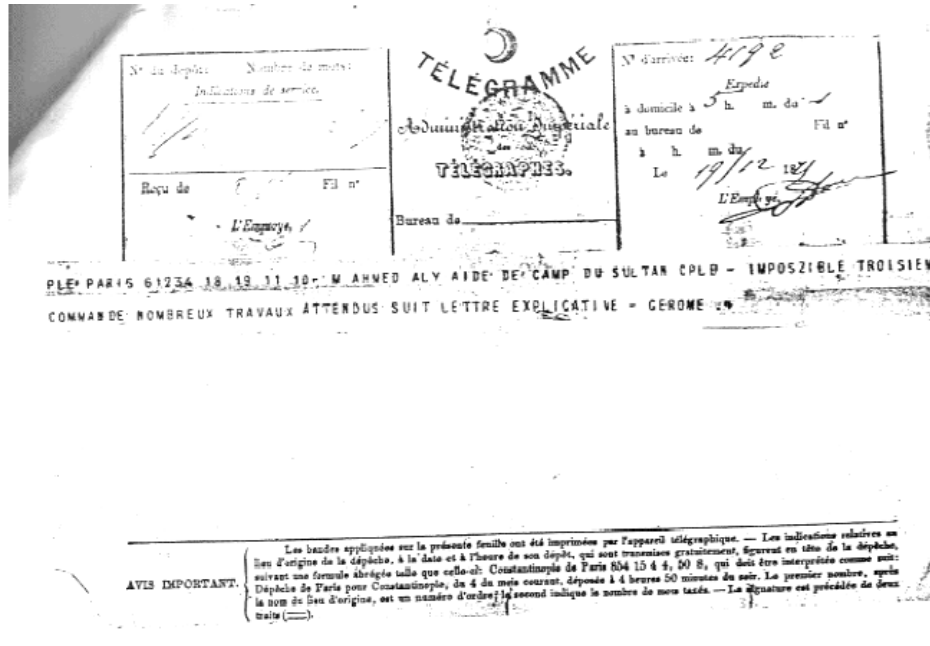 N° du depôt: Nombre de mots:
Indications de service.
Reçu de Fil n°
L'Employé,
TÉLÉGRAMME
Administration Impériale
des
TÉLÉGRAPHES.
Bureau de
N° d'arrivée: 4192
Expedié
à domicile à 5 h. m. du
au bureau de Fil n°
à h. m. du
Le 19/12 187
L'Employé,
PLE PARIS 61234 18 19 11 10- M AHMED ALY AIDE DE CAMP DU SULTAN CPLE - IMPOSZIBLE TROISIEM
COMMANDE NOMBREUX TRAVAUX ATTENDUS SUIT LETTRE EXPLICATIVE = GEROME
AVIS IMPORTANT.
Les bandes appliquées sur la présente feuille ont été imprimées par l'appareil télégraphique. — Les indications relatives au
lieu d'origine de la dépêche, à la date et à l'heure de son dépôt, qui sont transmises gratuitement, figurent en tête de la dépêche,
suivant une formule abrégée telle que celle-ci: Constantinople de Paris 854 15 4 4, 50 S, qui doit être interprétée comme suit:
Dépêche de Paris pour Constantinople, du 4 du mois courant, déposée à 4 heures 50 minutes du soir. Le premier nombre, après
le nom de lieu d'origine, est un numéro d'ordre; le second indique le nombre de mots taxés. — La signature est précédée de deux
traits (==).